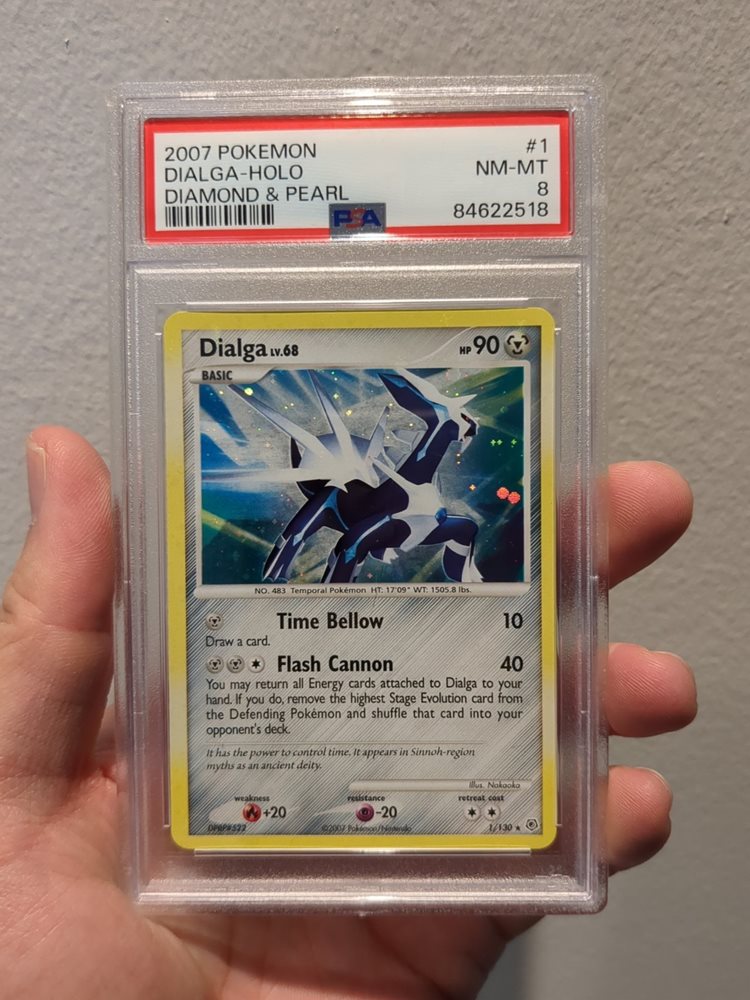 2007 POKEMON #1
DIALGA-HOLO NM-MT
DIAMOND & PEARL 8
PSA 84622518
Dialga LV.68 HP 90
BASIC
NO. 483 Temporal Pokémon HT: 17'09" WT: 1505.8 lbs.
Time Bellow 10
Draw a card.
Flash Cannon 40
You may return all Energy cards attached to Dialga to your
hand. If you do, remove the highest Stage Evolution card from
the Defending Pokémon and shuffle that card into your
opponent's deck.
It has the power to control time. It appears in Sinnoh-region
myths as an ancient deity.
Illus. Nakaoka
weakness resistance retreat cost
+20 -20
DPBP#522 ©2007 Pokémon/Nintendo 1/130